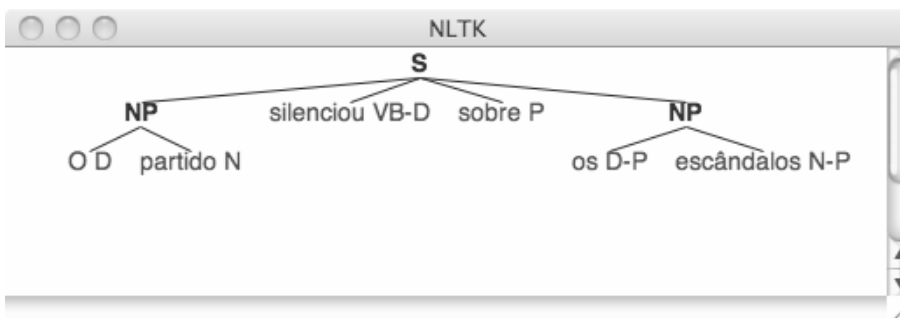 NLTK
S
NP silenciou VB-D sobre P NP
O D partido N os D-P escândalos N-P